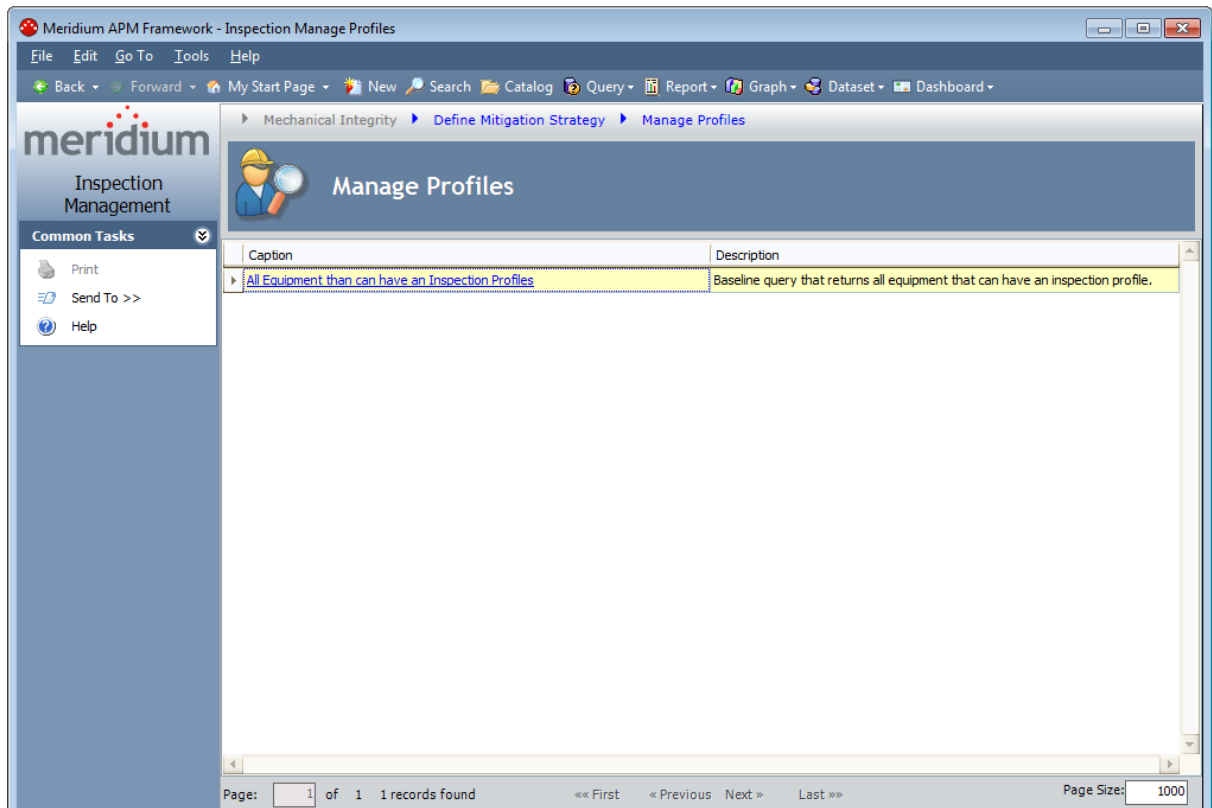 Meridium APM Framework - Inspection Manage Profiles
File Edit Go To Tools Help
Back Forward My Start Page New Search Catalog Query Report Graph Dataset Dashboard
meridium
Inspection
Management
Common Tasks
Print
Send To >>
Help
Mechanical Integrity Define Mitigation Strategy Manage Profiles
Manage Profiles
Caption Description
All Equipment than can have an Inspection Profiles Baseline query that returns all equipment that can have an inspection profile.
Page: 1 of 1 1 records found «« First « Previous Next » Last »» Page Size: 1000